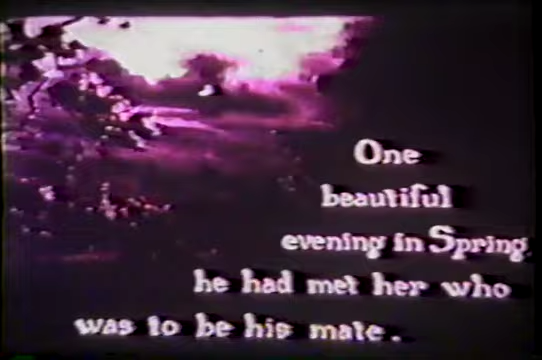 One
beautiful
evening in Spring
he had met her who
was to be his mate.